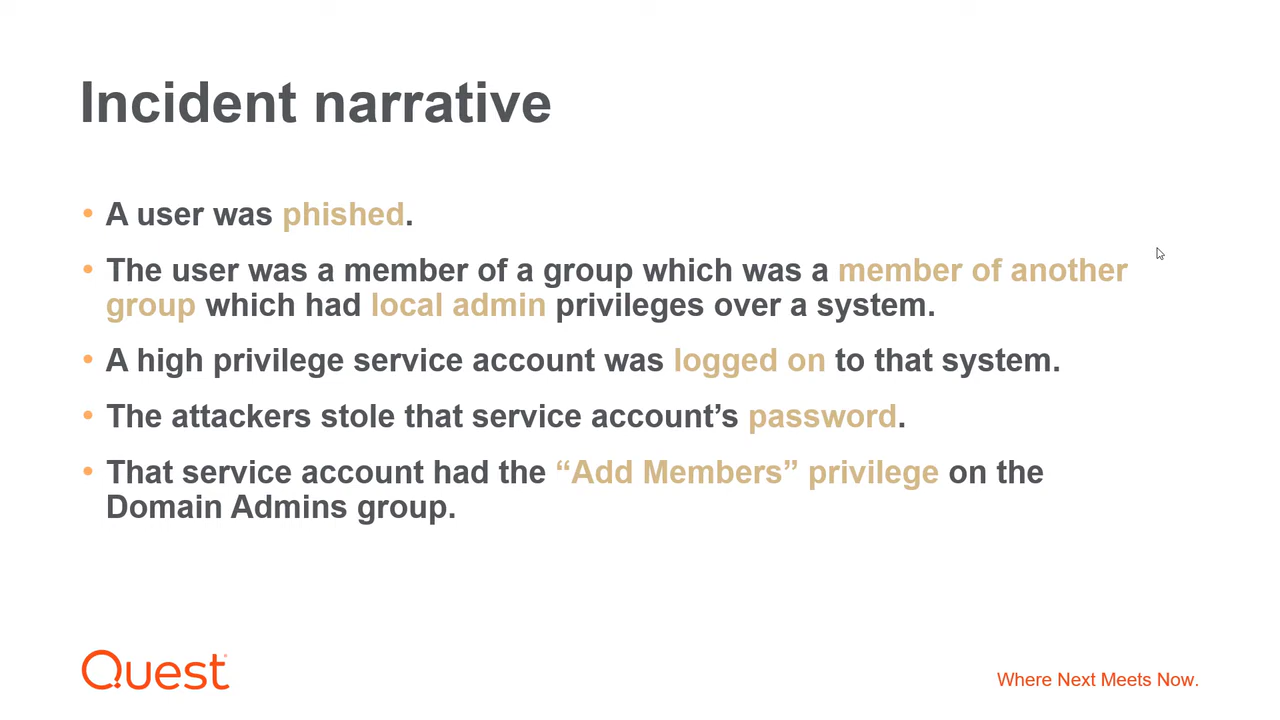 Incident narrative
• A user was phished.
• The user was a member of a group which was a member of another
group which had local admin privileges over a system.
• A high privilege service account was logged on to that system.
• The attackers stole that service account’s password.
• That service account had the “Add Members” privilege on the
Domain Admins group.
Quest
Where Next Meets Now.